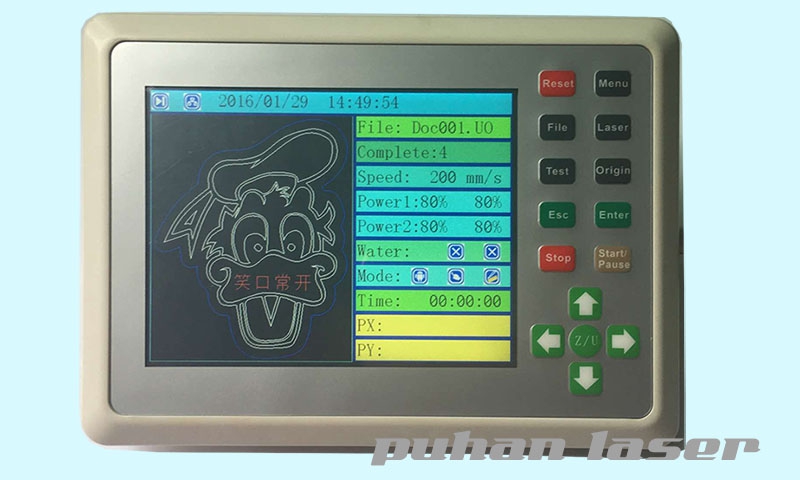 2016/01/29 14:49:54
File: Doc001.UO
Complete:4
Speed: 200 mm/s
Power1:80% 80%
Power2:80% 80%
Water:
Mode:
Time: 00:00:00
PX:
PY:
笑口常开
Reset Menu
File Laser
Test Origin
Esc Enter
Stop Start/
Pause
Z/U
puhan laser